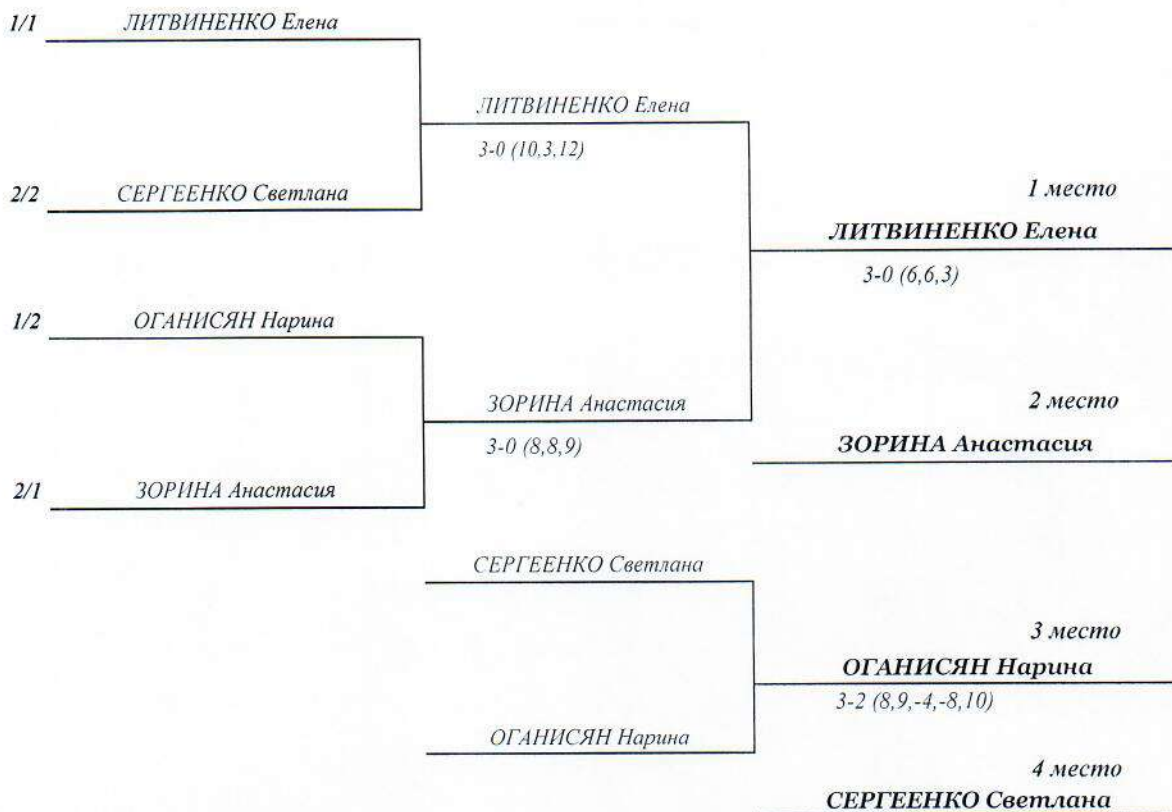 1/1 ЛИТВИНЕНКО Елена
ЛИТВИНЕНКО Елена
3-0 (10,3,12)
2/2 СЕРГЕЕНКО Светлана
1 место
ЛИТВИНЕНКО Елена
3-0 (6,6,3)
1/2 ОГАНИСЯН Нарина
ЗОРИНА Анастасия
3-0 (8,8,9)
2 место
ЗОРИНА Анастасия
2/1 ЗОРИНА Анастасия
СЕРГЕЕНКО Светлана
3 место
ОГАНИСЯН Нарина
3-2 (8,9,-4,-8,10)
ОГАНИСЯН Нарина
4 место
СЕРГЕЕНКО Светлана